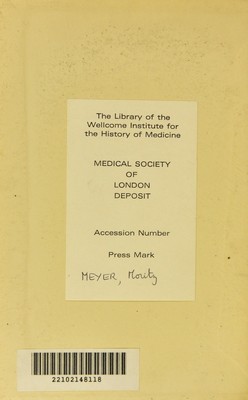 The Library of the
Wellcome Institute for
the History of Medicine
MEDICAL SOCIETY
OF
LONDON
DEPOSIT
Accession Number
Press Mark
MEYER, Moritz
22102148118